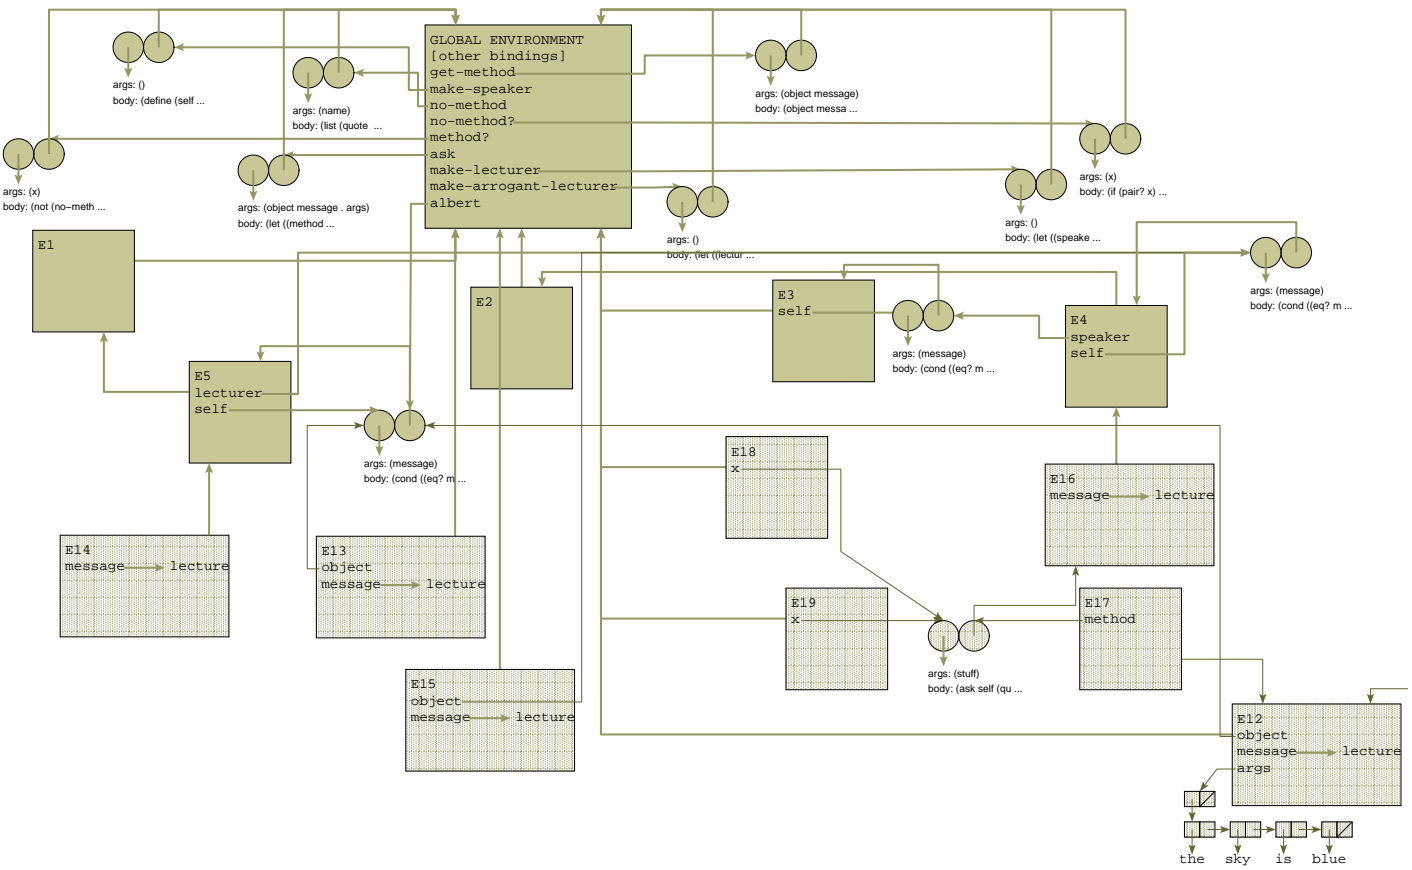 GLOBAL ENVIRONMENT
[other bindings]
get-method
make-speaker
no-method
no-method?
method?
ask
make-lecturer
make-arrogant-lecturer
albert
args: ()
body: (define (self ...
args: (name)
body: (list (quote ...
args: (object message)
body: (object messa ...
args: (x)
body: (not (no-meth ...
args: (object message . args)
body: (let ((method ...
args: (x)
body: (if (pair? x) ...
args: ()
body: (let ((speake ...
args: ()
body: (let ((lectur ...
E1
E2
E3
self
args: (message)
body: (cond ((eq? m ...
E4
speaker
self
args: (message)
body: (cond ((eq? m ...
E5
lecturer
self
args: (message)
body: (cond ((eq? m ...
E18
x
E16
message lecture
E14
message lecture
E13
object
message lecture
E19
x
E17
method
args: (stuff)
body: (ask self (qu ...
E15
object
message lecture
E12
object
message lecture
args
the sky is blue